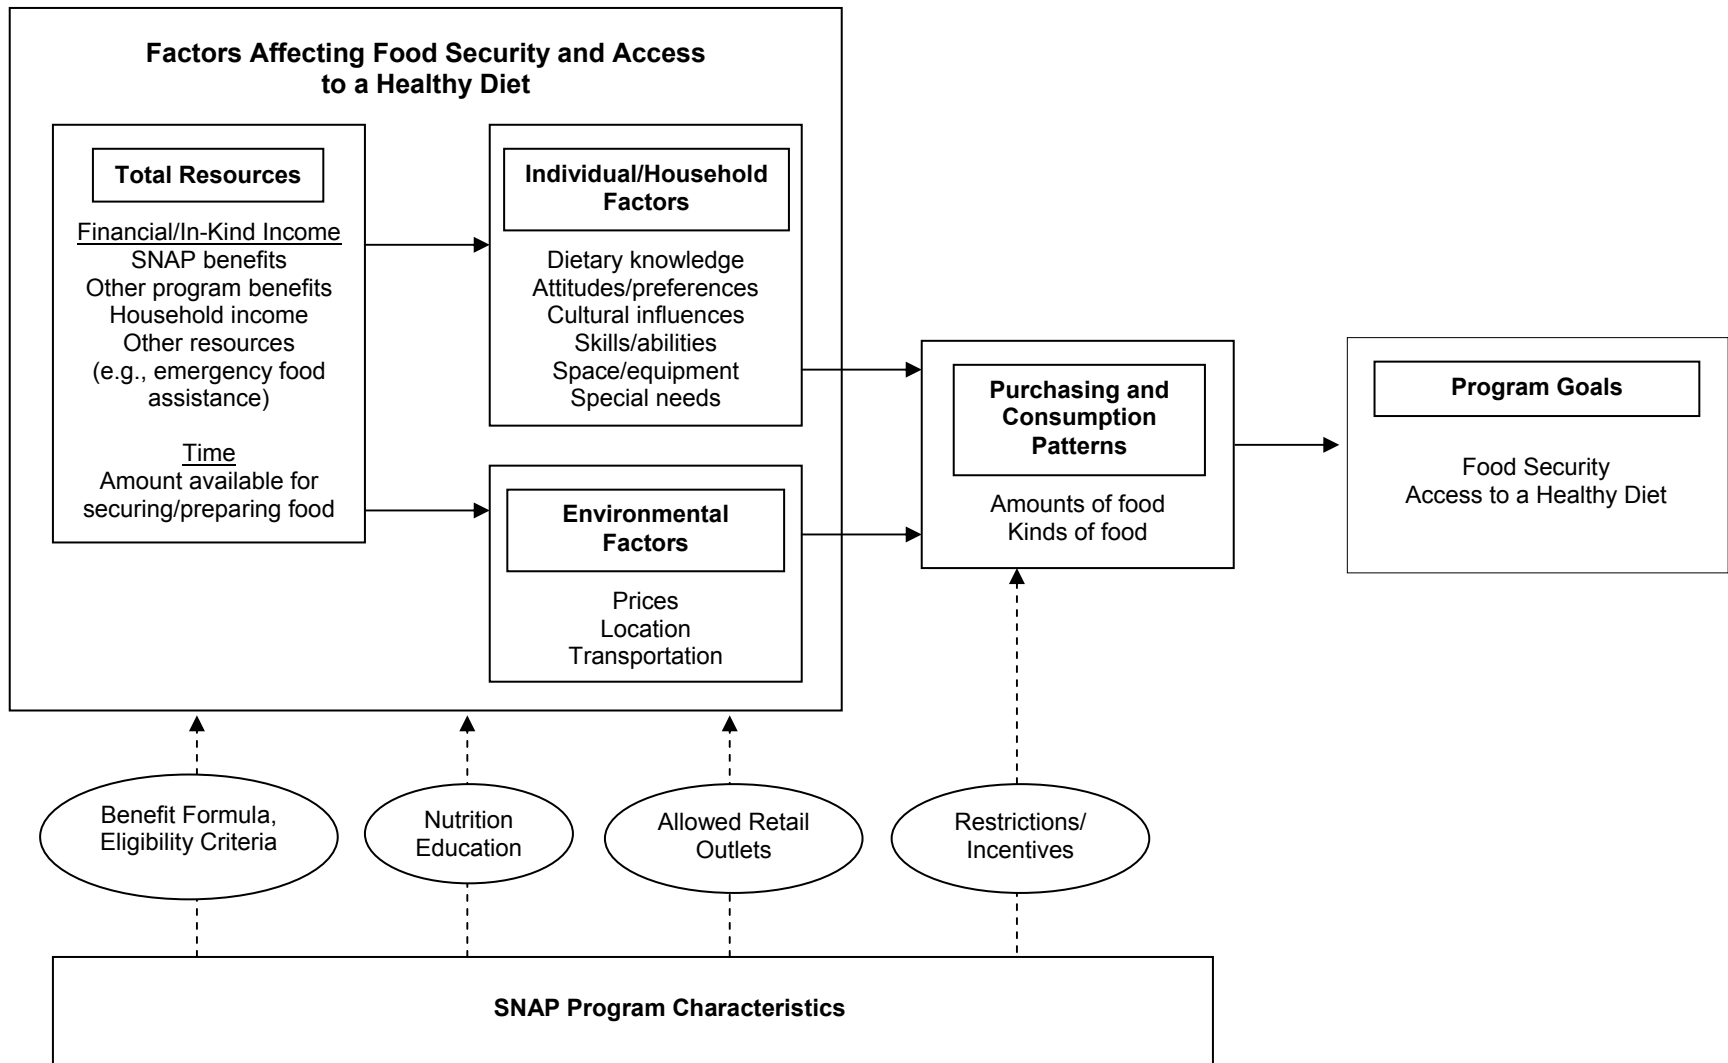 Factors Affecting Food Security and Access
to a Healthy Diet
Total Resources
Financial/In-Kind Income
SNAP benefits
Other program benefits
Household income
Other resources
(e.g., emergency food
assistance)
Time
Amount available for
securing/preparing food
Individual/Household
Factors
Dietary knowledge
Attitudes/preferences
Cultural influences
Skills/abilities
Space/equipment
Special needs
Environmental
Factors
Prices
Location
Transportation
Purchasing and
Consumption
Patterns
Amounts of food
Kinds of food
Program Goals
Food Security
Access to a Healthy Diet
Benefit Formula,
Eligibility Criteria
Nutrition
Education
Allowed Retail
Outlets
Restrictions/
Incentives
SNAP Program Characteristics